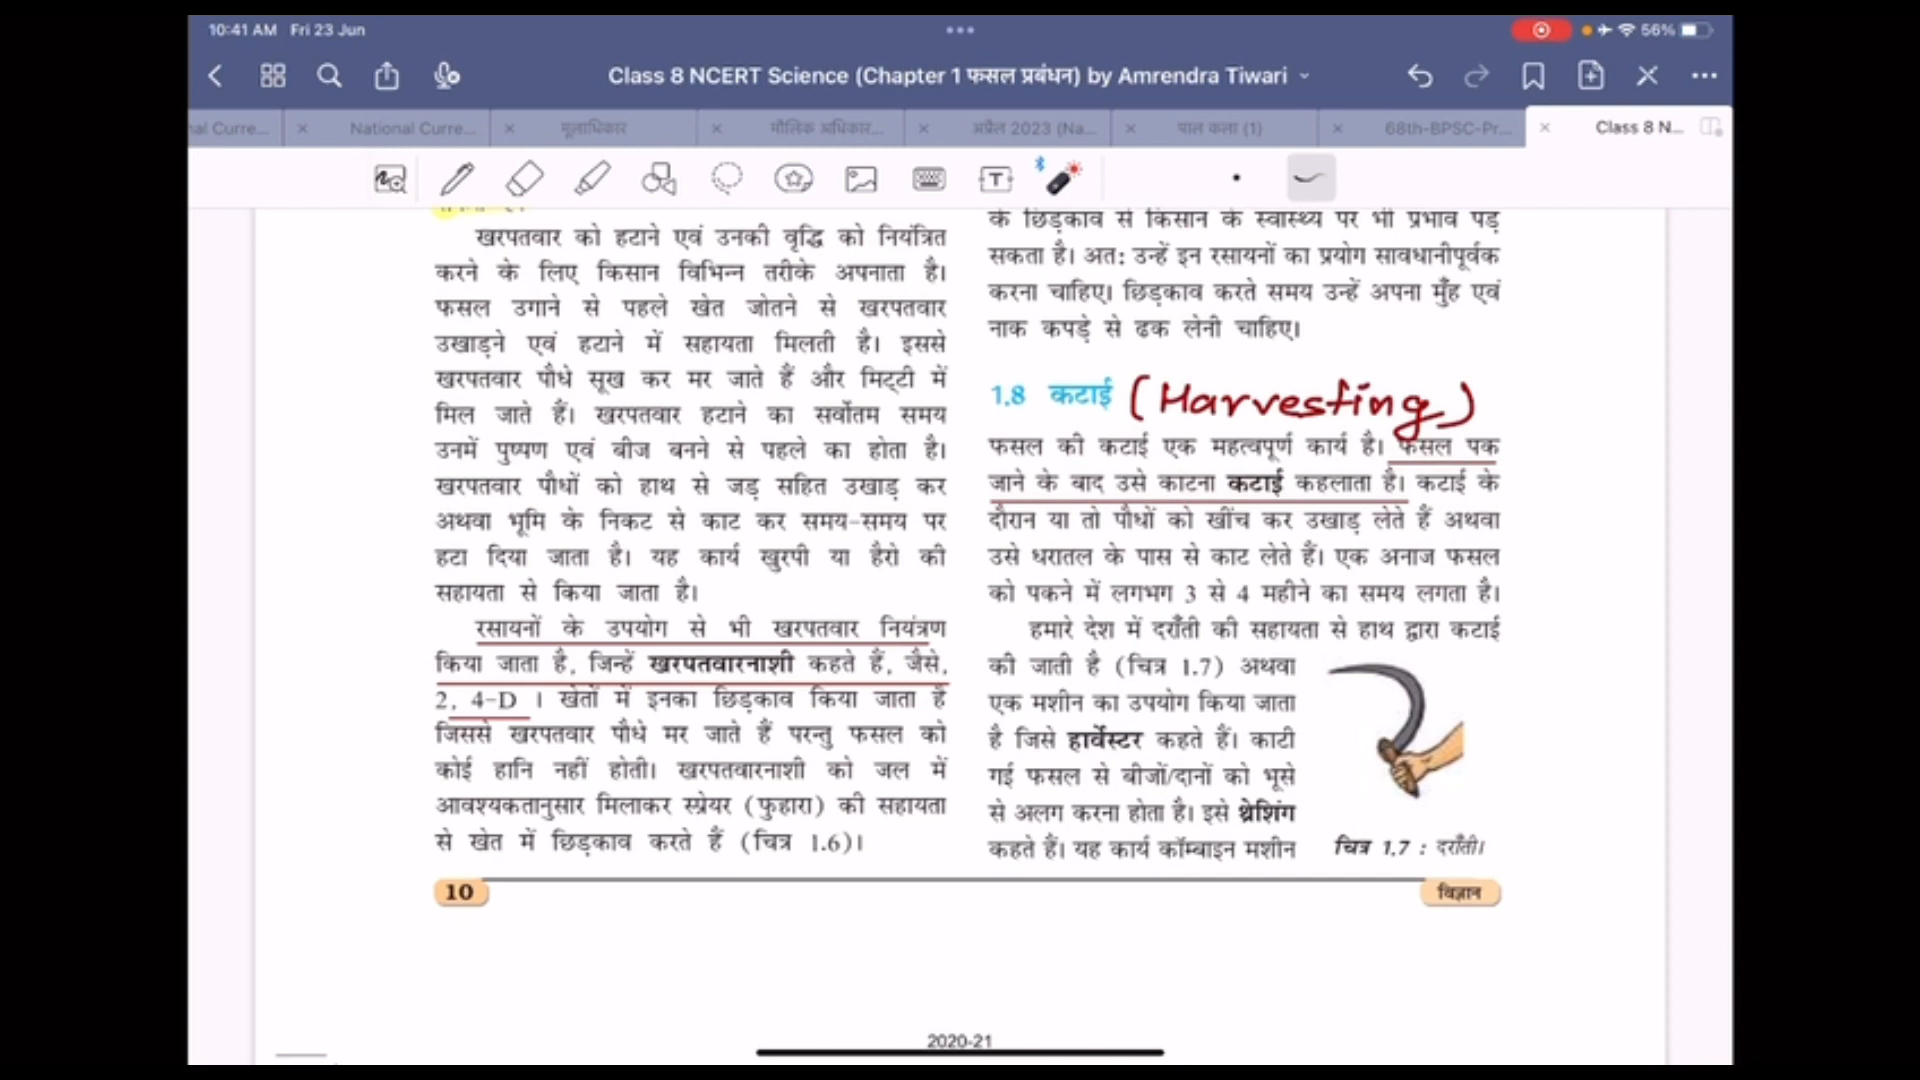 10:41 AM Fri 23 Jun
56%
Class 8 NCERT Science (Chapter 1 फसल प्रबंधन) by Amrendra Tiwari
nal Curre...
National Curre...
मूलाधिकार
मौलिक अधिकार...
अप्रैल 2023 (Na...
पाल कला (1)
68th-BPSC-Pr...
Class 8 N...
खरपतवार को हटाने एवं उनकी वृद्धि को नियंत्रित
करने के लिए किसान विभिन्न तरीके अपनाता है।
फसल उगाने से पहले खेत जोतने से खरपतवार
उखाड़ने एवं हटाने में सहायता मिलती है। इससे
खरपतवार पौधे सूख कर मर जाते हैं और मिट्टी में
मिल जाते हैं। खरपतवार हटाने का सर्वोतम समय
उनमें पुष्पण एवं बीज बनने से पहले का होता है।
खरपतवार पौधों को हाथ से जड़ सहित उखाड़ कर
अथवा भूमि के निकट से काट कर समय-समय पर
हटा दिया जाता है। यह कार्य खुरपी या हैरो की
सहायता से किया जाता है।
रसायनों के उपयोग से भी खरपतवार नियंत्रण
किया जाता है, जिन्हें खरपतवारनाशी कहते हैं, जैसे,
2, 4-D । खेतों में इनका छिड़काव किया जाता है
जिससे खरपतवार पौधे मर जाते हैं परन्तु फसल को
कोई हानि नहीं होती। खरपतवारनाशी को जल में
आवश्यकतानुसार मिलाकर स्प्रेयर (फुहारा) की सहायता
से खेत में छिड़काव करते हैं (चित्र 1.6)।
के छिड़काव से किसान के स्वास्थ्य पर भी प्रभाव पड़
सकता है। अत: उन्हें इन रसायनों का प्रयोग सावधानीपूर्वक
करना चाहिए। छिड़काव करते समय उन्हें अपना मुँह एवं
नाक कपड़े से ढक लेनी चाहिए।
1.8 कटाई (Harvesting)
फसल की कटाई एक महत्वपूर्ण कार्य है। फसल पक
जाने के बाद उसे काटना कटाई कहलाता है। कटाई के
दौरान या तो पौधों को खींच कर उखाड़ लेते हैं अथवा
उसे धरातल के पास से काट लेते हैं। एक अनाज फसल
को पकने में लगभग 3 से 4 महीने का समय लगता है।
हमारे देश में दराँती की सहायता से हाथ द्वारा कटाई
की जाती है (चित्र 1.7) अथवा
एक मशीन का उपयोग किया जाता
है जिसे हार्वेस्टर कहते हैं। काटी
गई फसल से बीजों/दानों को भूसे
से अलग करना होता है। इसे थ्रेशिंग
कहते हैं। यह कार्य कॉम्बाइन मशीन
चित्र 1.7 : दराँती।
10
विज्ञान
2020-21